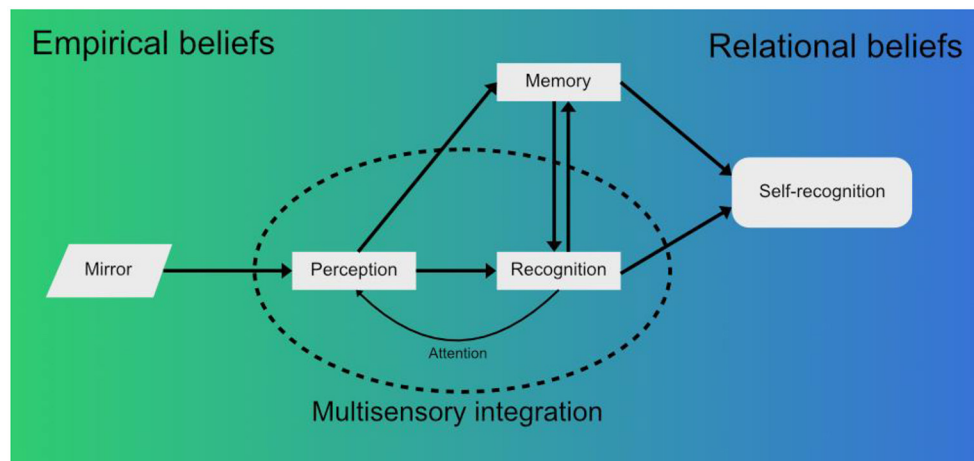 Empirical beliefs
Relational beliefs
Memory
Self-recognition
Mirror
Perception
Recognition
Attention
Multisensory integration